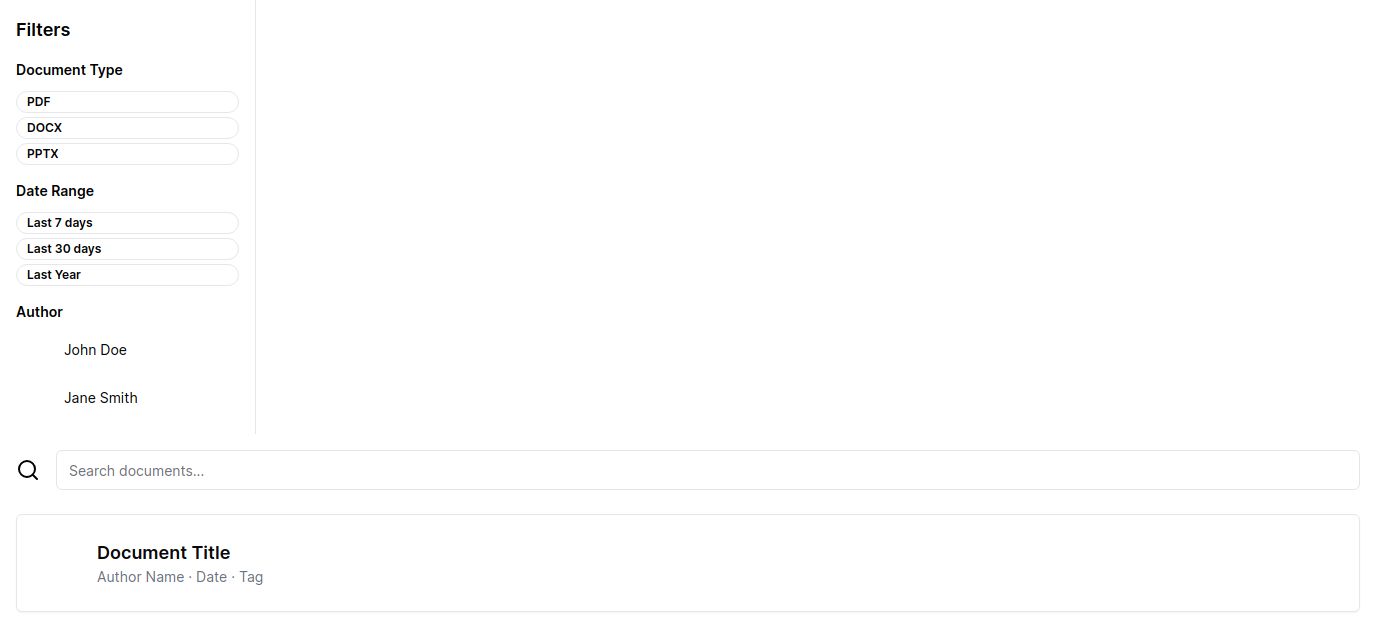 Filters
Document Type
PDF
DOCX
PPTX
Date Range
Last 7 days
Last 30 days
Last Year
Author
John Doe
Jane Smith
Search documents...
Document Title
Author Name · Date · Tag